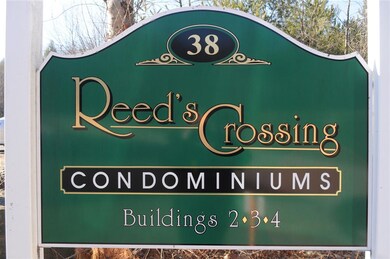 38
Reed's
Crossing
CONDOMINIUMS
Buildings 2♦3♦4